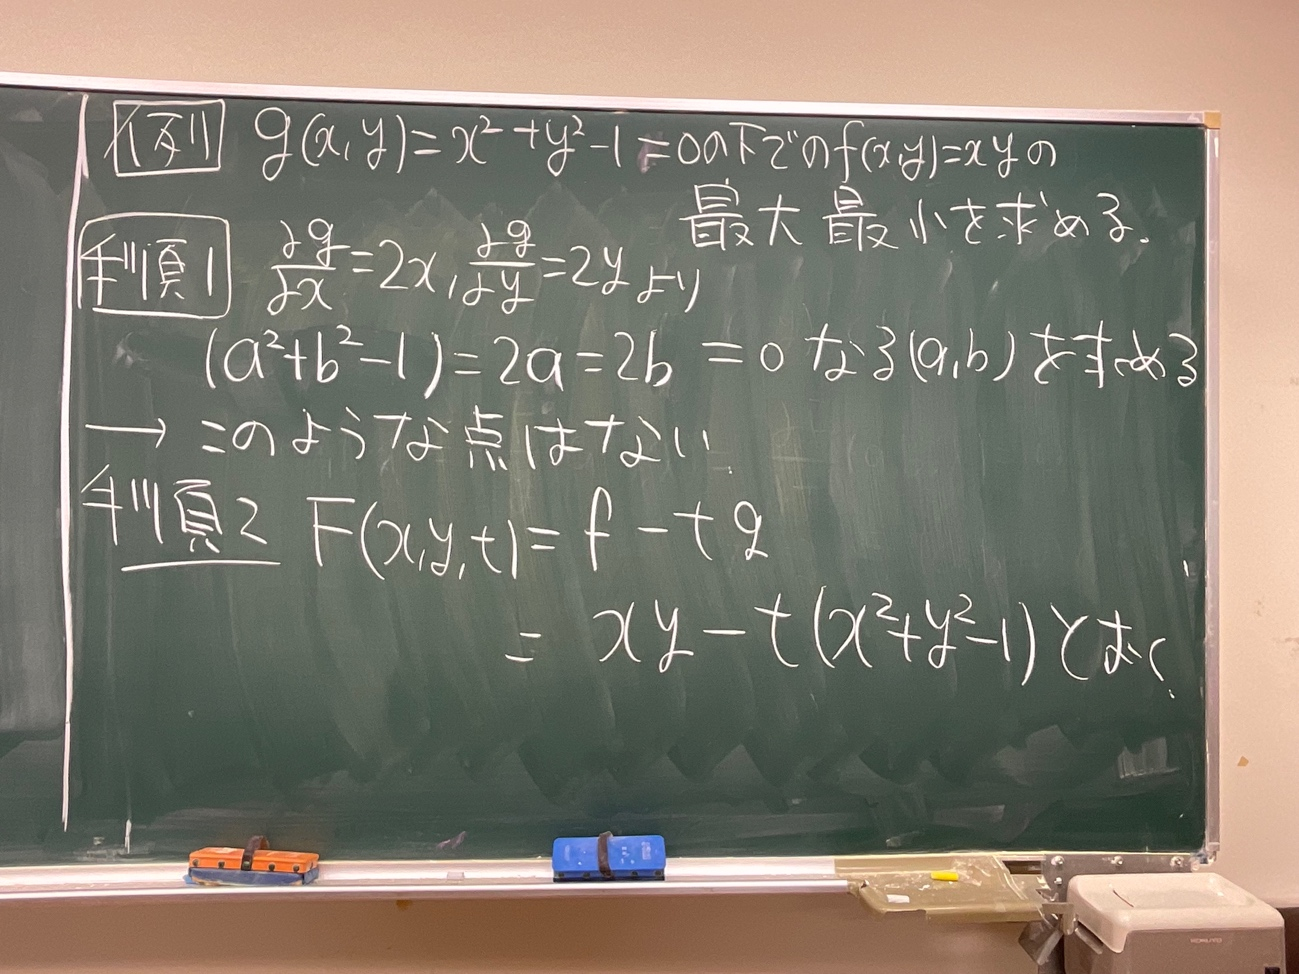 例 g(x,y)=x²+y²-1=0の下でのf(x,y)=xyの
最大最小を求める.
手順1 ∂g/∂x=2x, ∂g/∂y=2yより
(a²+b²-1)=2a=2b=0なる(a,b)を求める
→このような点はない.
手順2 F(x,y,t)=f-tg
=xy-t(x²+y²-1)とおく.
KOKUYO